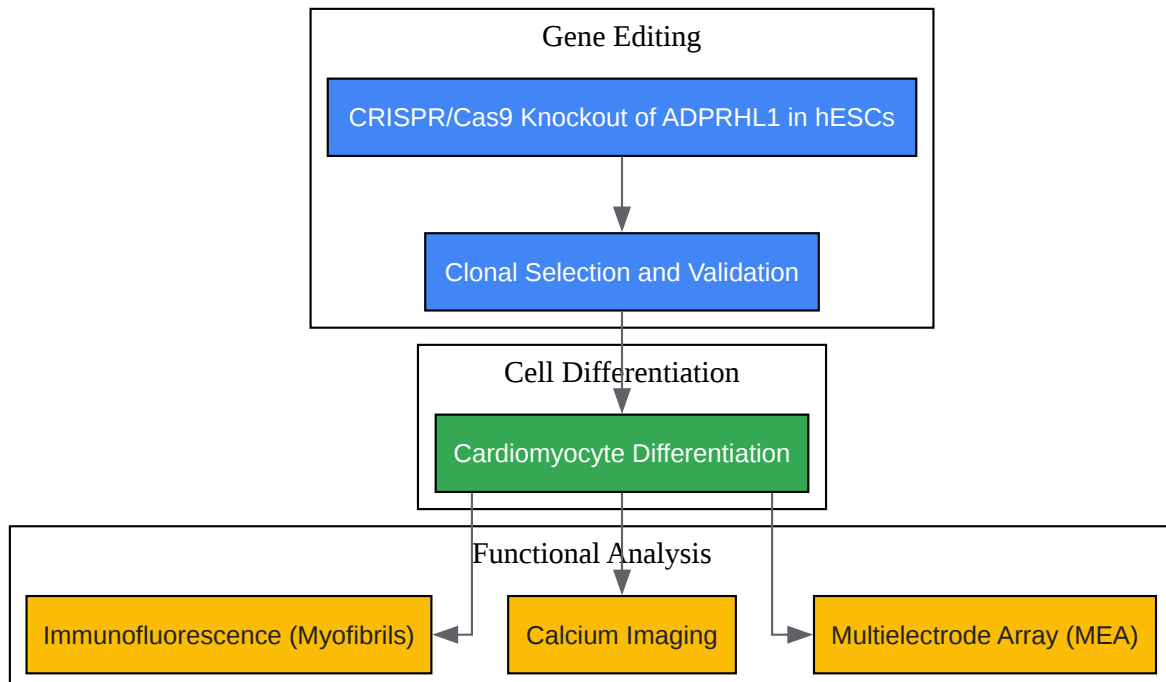 Gene Editing
CRISPR/Cas9 Knockout of ADPRHL1 in hESCs
Clonal Selection and Validation
Cell Differentiation
Cardiomyocyte Differentiation
Functional Analysis
Immunofluorescence (Myofibrils)
Calcium Imaging
Multielectrode Array (MEA)